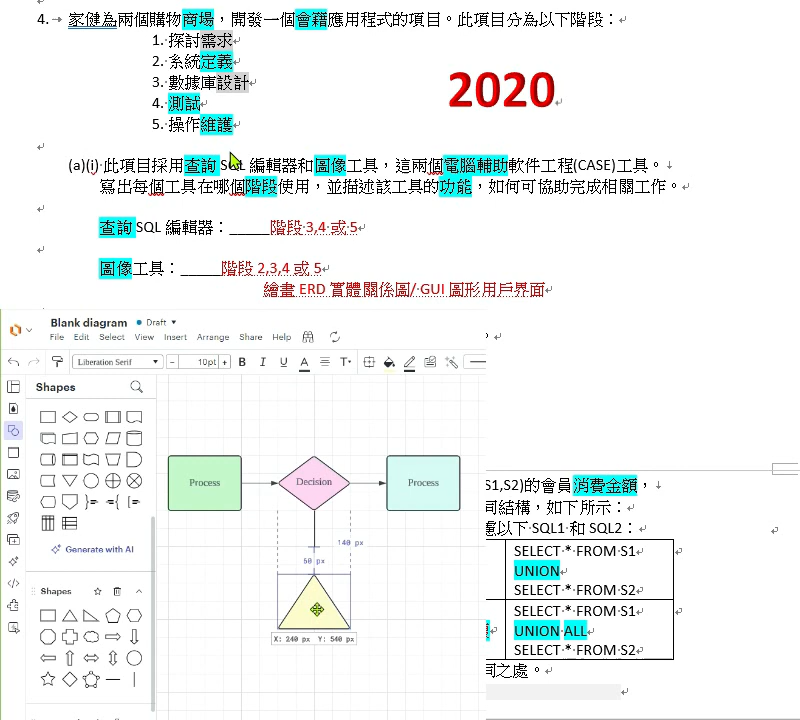 4. 家健為兩個購物商場，開發一個會籍應用程式的項目。此項目分為以下階段：
1. 探討需求
2. 系統定義
3. 數據庫設計
4. 測試
5. 操作維護
2020
(a)(i) 此項目採用查詢 SQL 編輯器和圖像工具，這兩個電腦輔助軟件工程(CASE)工具。
寫出每個工具在哪個階段使用，並描述該工具的功能，如何可協助完成相關工作。
查詢 SQL 編輯器：_____階段 3,4 或 5
圖像工具：_____階段 2,3,4 或 5
繪畫 ERD 實體關係圖/ GUI 圖形用戶界面
Blank diagram Draft
File Edit Select View Insert Arrange Share Help
Liberation Serif − 10pt + B I U A T
Shapes
Process Decision Process
140 px
60 px
Generate with AI
Shapes
X: 240 px Y: 540 px
S1,S2)的會員消費金額，
司結構，如下所示：
慮以下 SQL1 和 SQL2：
SELECT * FROM S1
UNION
SELECT * FROM S2
SELECT * FROM S1
UNION ALL
SELECT * FROM S2
司之處。